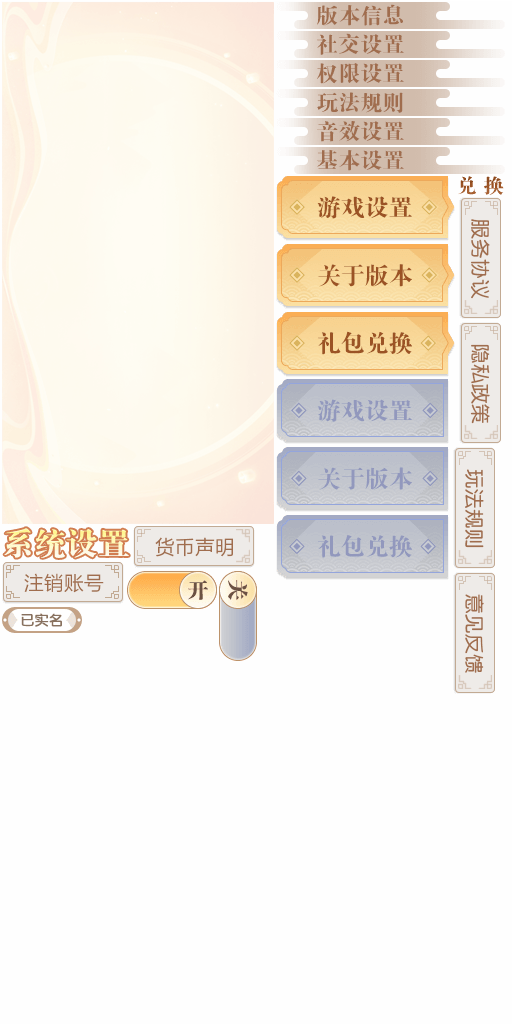 版本信息
社交设置
权限设置
玩法规则
音效设置
基本设置
兑 换
游戏设置
关于版本
礼包兑换
游戏设置
关于版本
礼包兑换
服务协议
隐私政策
玩法规则
意见反馈
系统设置
货币声明
注销账号
开
关
已实名